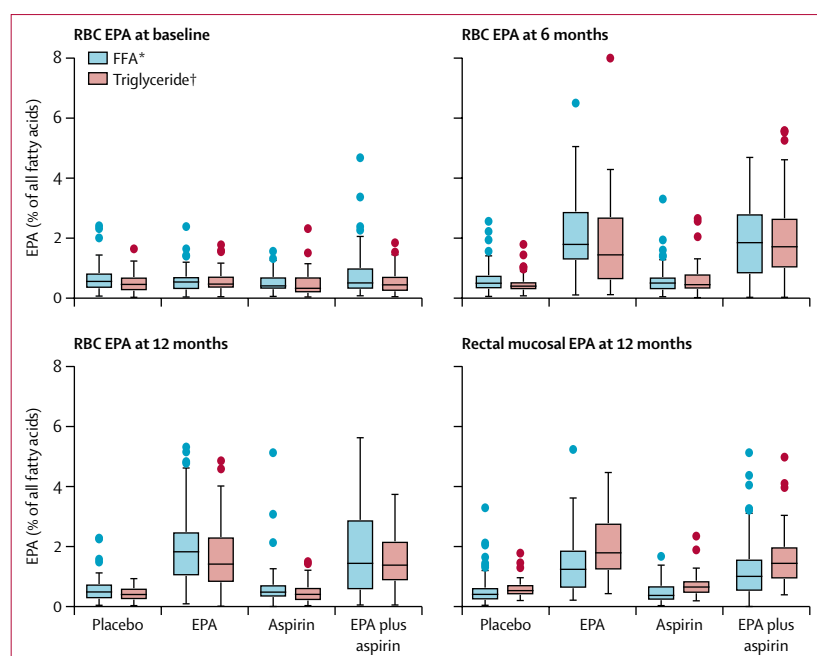 RBC EPA at baseline
FFA*
Triglyceride†
8
6
4
2
0
EPA (% of all fatty acids)
RBC EPA at 6 months
RBC EPA at 12 months
8
6
4
2
0
EPA (% of all fatty acids)
Placebo
EPA
Aspirin
EPA plus
aspirin
Rectal mucosal EPA at 12 months
Placebo
EPA
Aspirin
EPA plus
aspirin